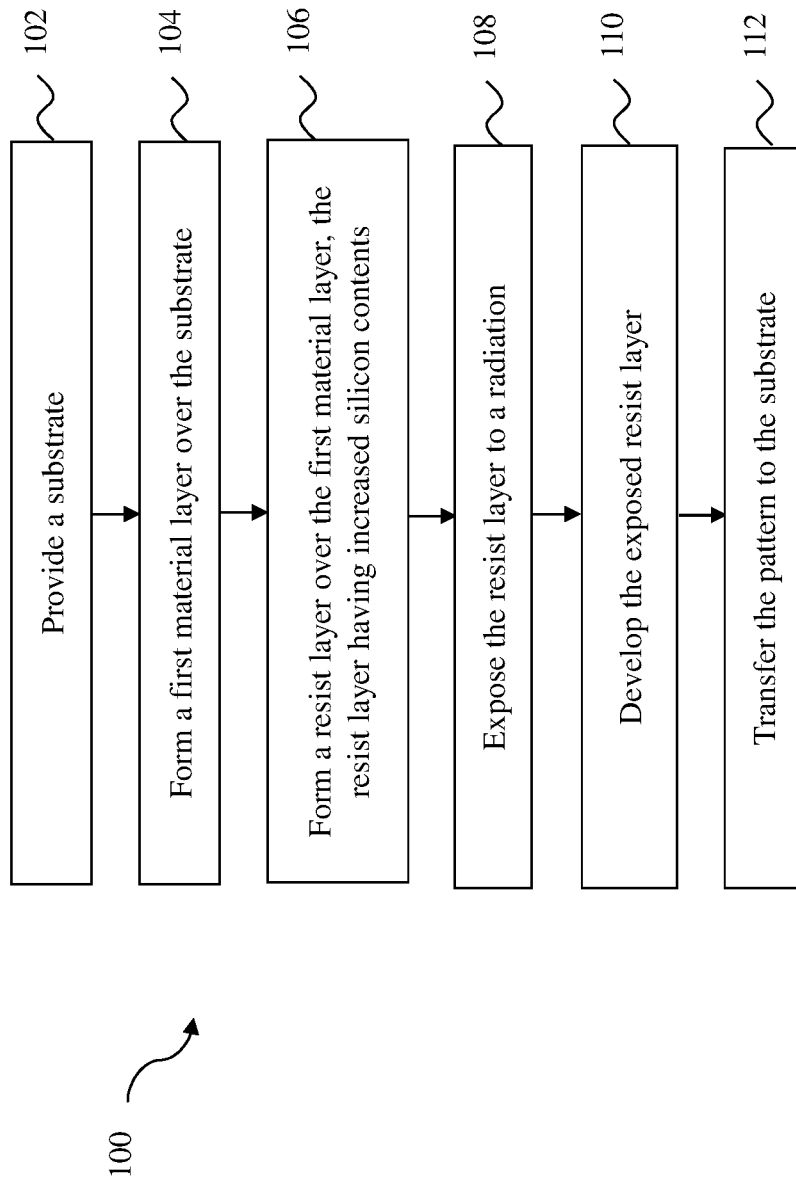 100
Provide a substrate
102
Form a first material layer over the substrate
104
Form a resist layer over the first material layer, the
resist layer having increased silicon contents
106
Expose the resist layer to a radiation
108
Develop the exposed resist layer
110
Transfer the pattern to the substrate
112